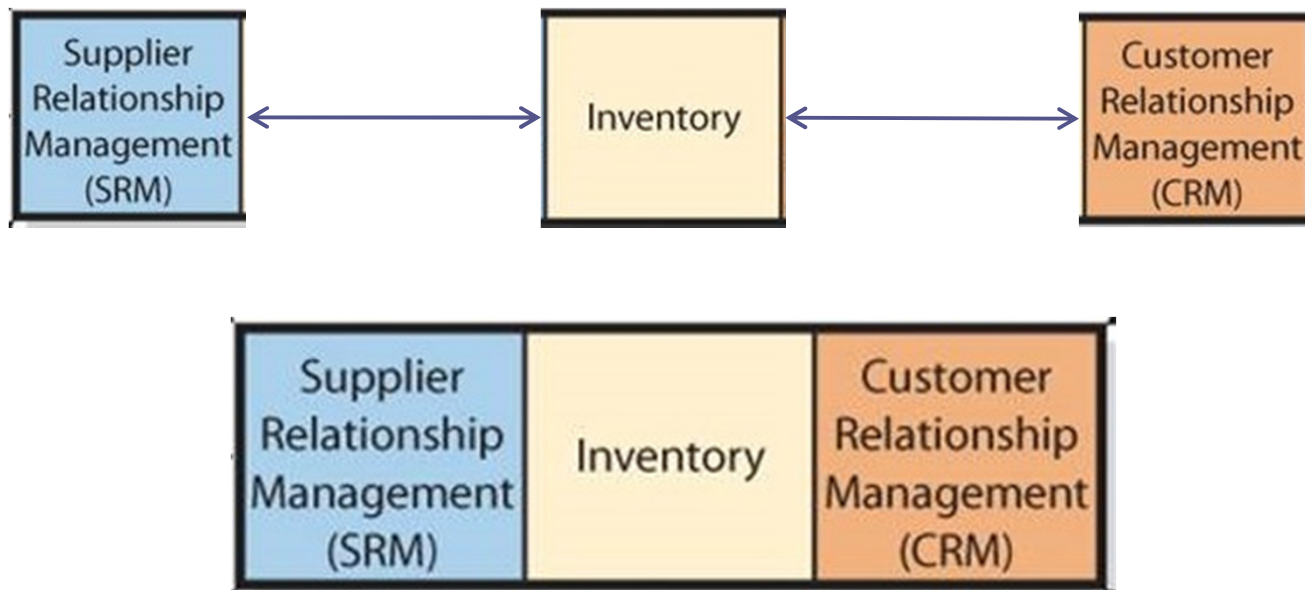 Supplier
Relationship
Management
(SRM)
Inventory
Customer
Relationship
Management
(CRM)
Supplier
Relationship
Management
(SRM)
Inventory
Customer
Relationship
Management
(CRM)